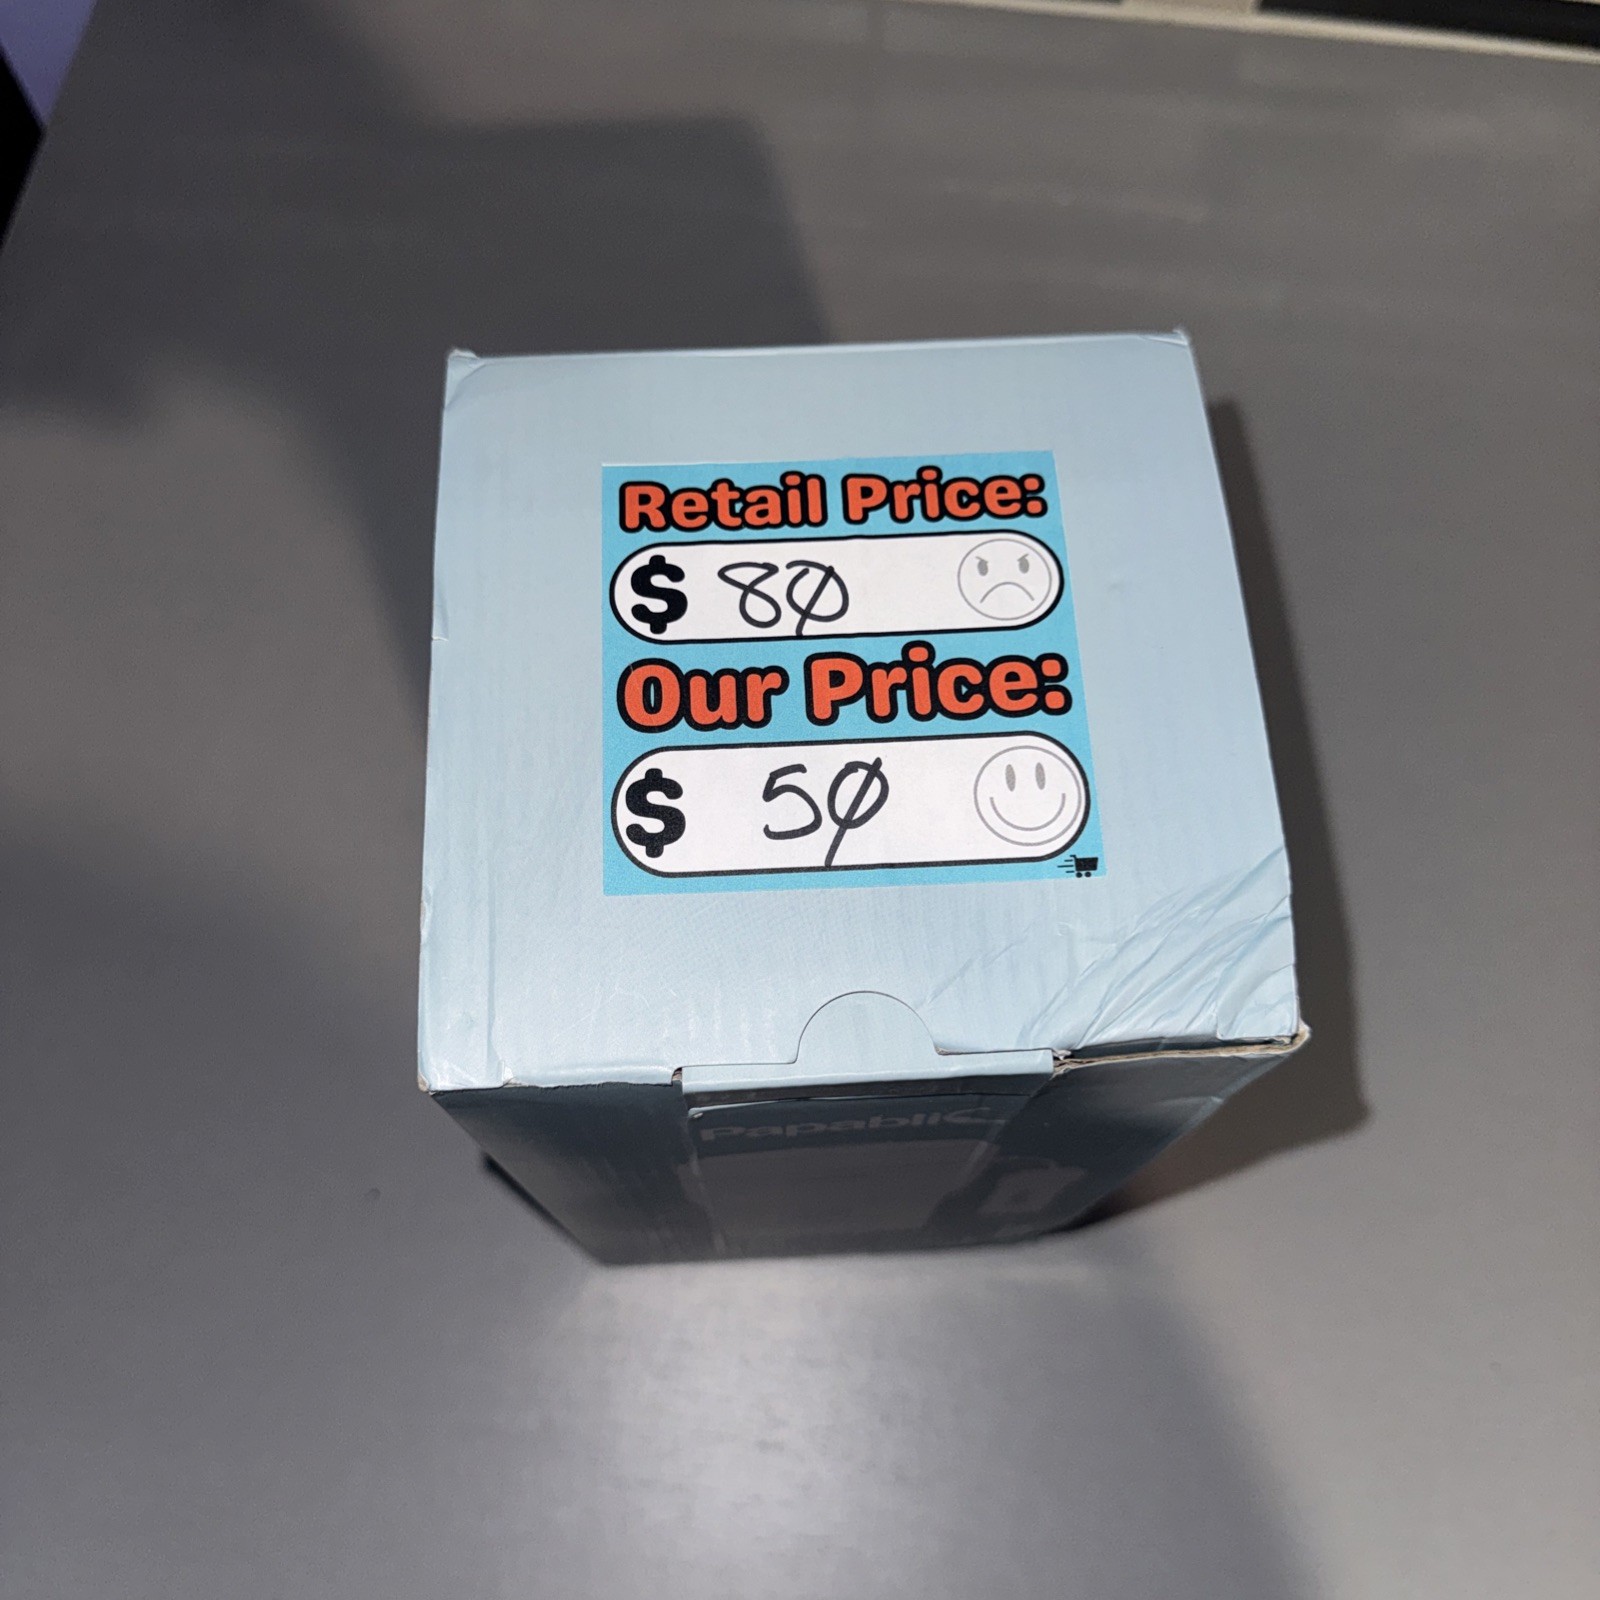 Retail Price:
$ 80
Our Price:
$ 50
PapabliC